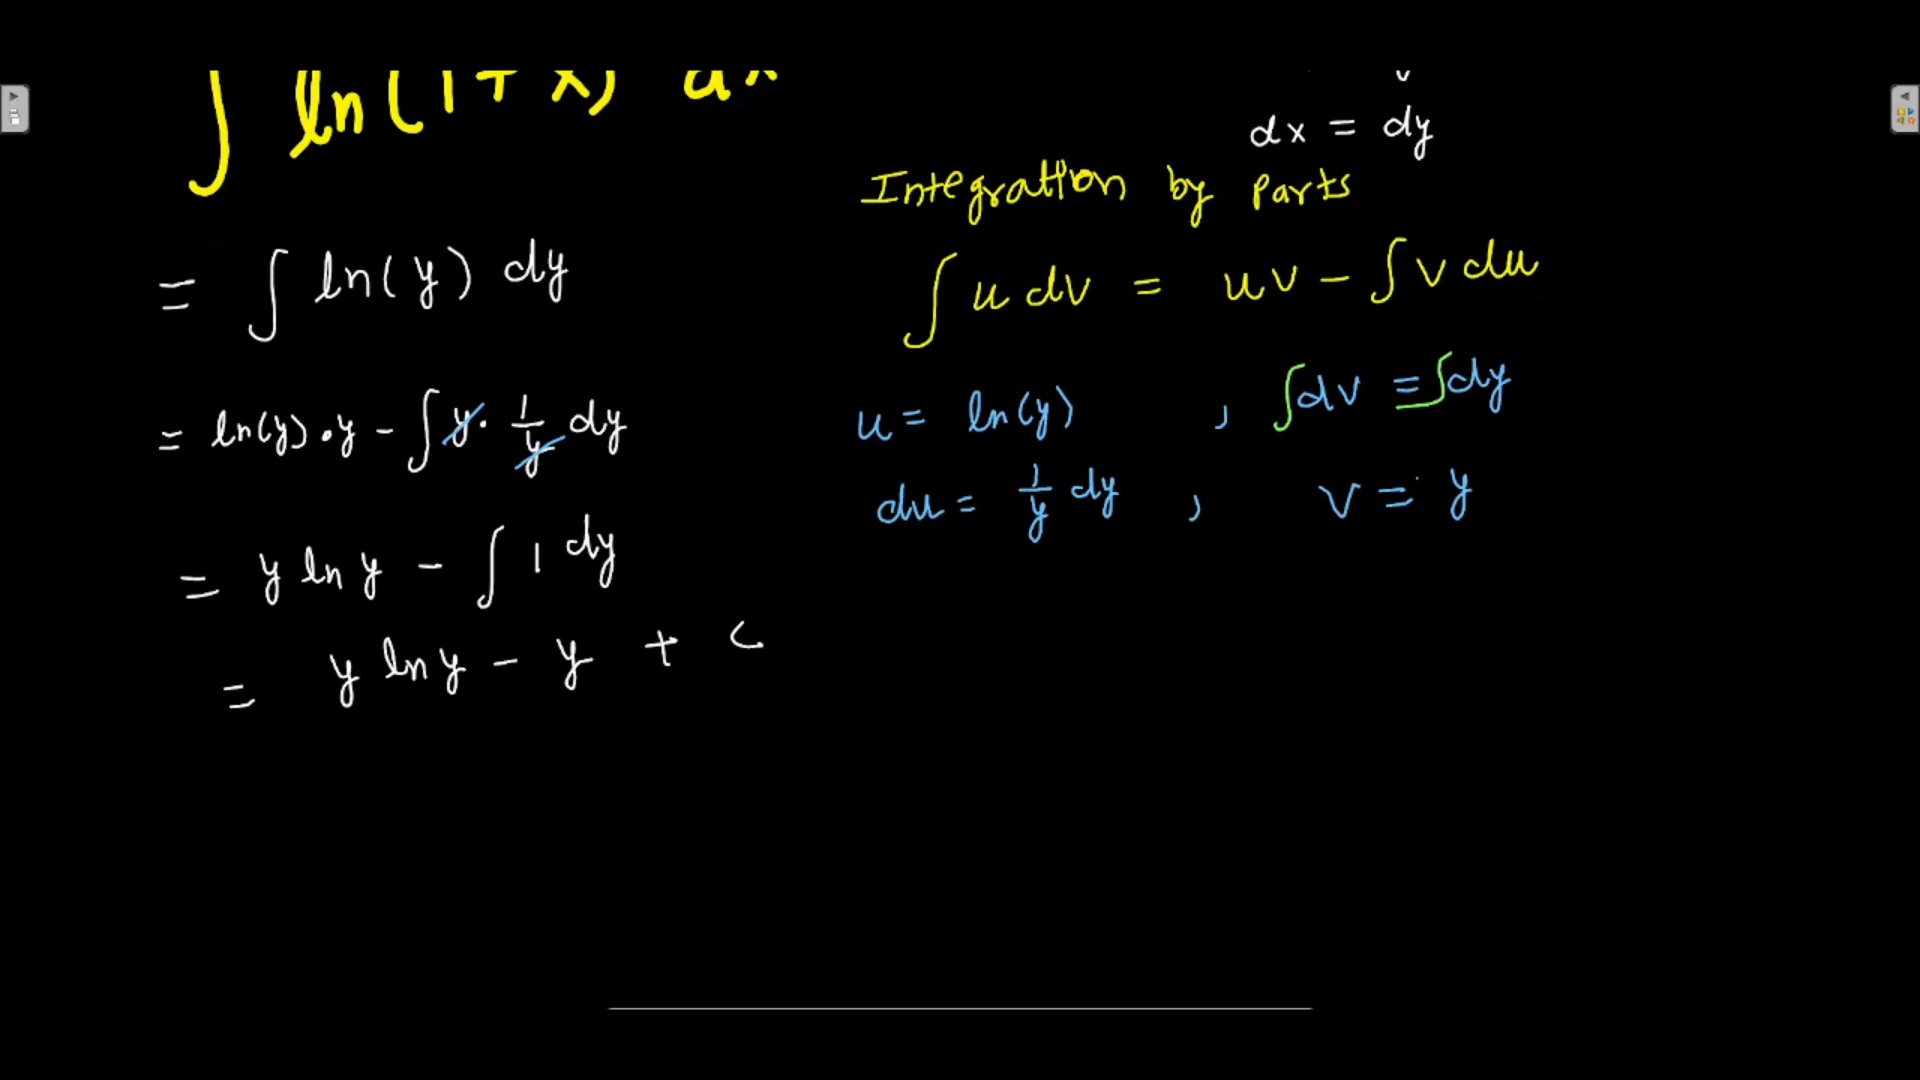 ∫ ln(1+x) dx
dx = dy
Integration by Parts
= ∫ ln(y) dy
∫ u dv = uv - ∫ v du
= ln(y)·y - ∫ y · 1/y dy
u = ln(y) , ∫dv = ∫dy
du = 1/y dy , v = y
= y ln y - ∫ 1 dy
= y ln y - y + c